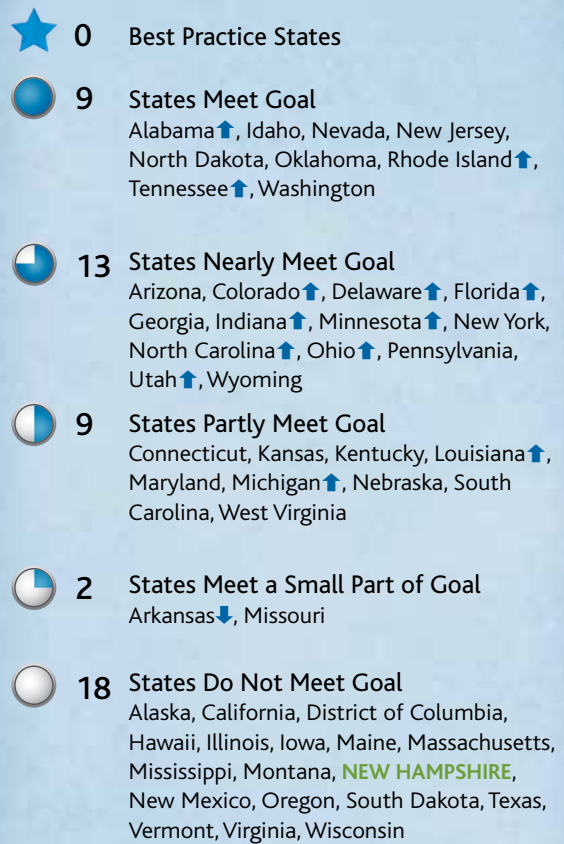 0 Best Practice States
9 States Meet Goal
Alabama⬆, Idaho, Nevada, New Jersey,
North Dakota, Oklahoma, Rhode Island⬆,
Tennessee⬆, Washington
13 States Nearly Meet Goal
Arizona, Colorado⬆, Delaware⬆, Florida⬆,
Georgia, Indiana⬆, Minnesota⬆, New York,
North Carolina⬆, Ohio⬆, Pennsylvania,
Utah⬆, Wyoming
9 States Partly Meet Goal
Connecticut, Kansas, Kentucky, Louisiana⬆,
Maryland, Michigan⬆, Nebraska, South
Carolina, West Virginia
2 States Meet a Small Part of Goal
Arkansas⬇, Missouri
18 States Do Not Meet Goal
Alaska, California, District of Columbia,
Hawaii, Illinois, Iowa, Maine, Massachusetts,
Mississippi, Montana, NEW HAMPSHIRE,
New Mexico, Oregon, South Dakota, Texas,
Vermont, Virginia, Wisconsin